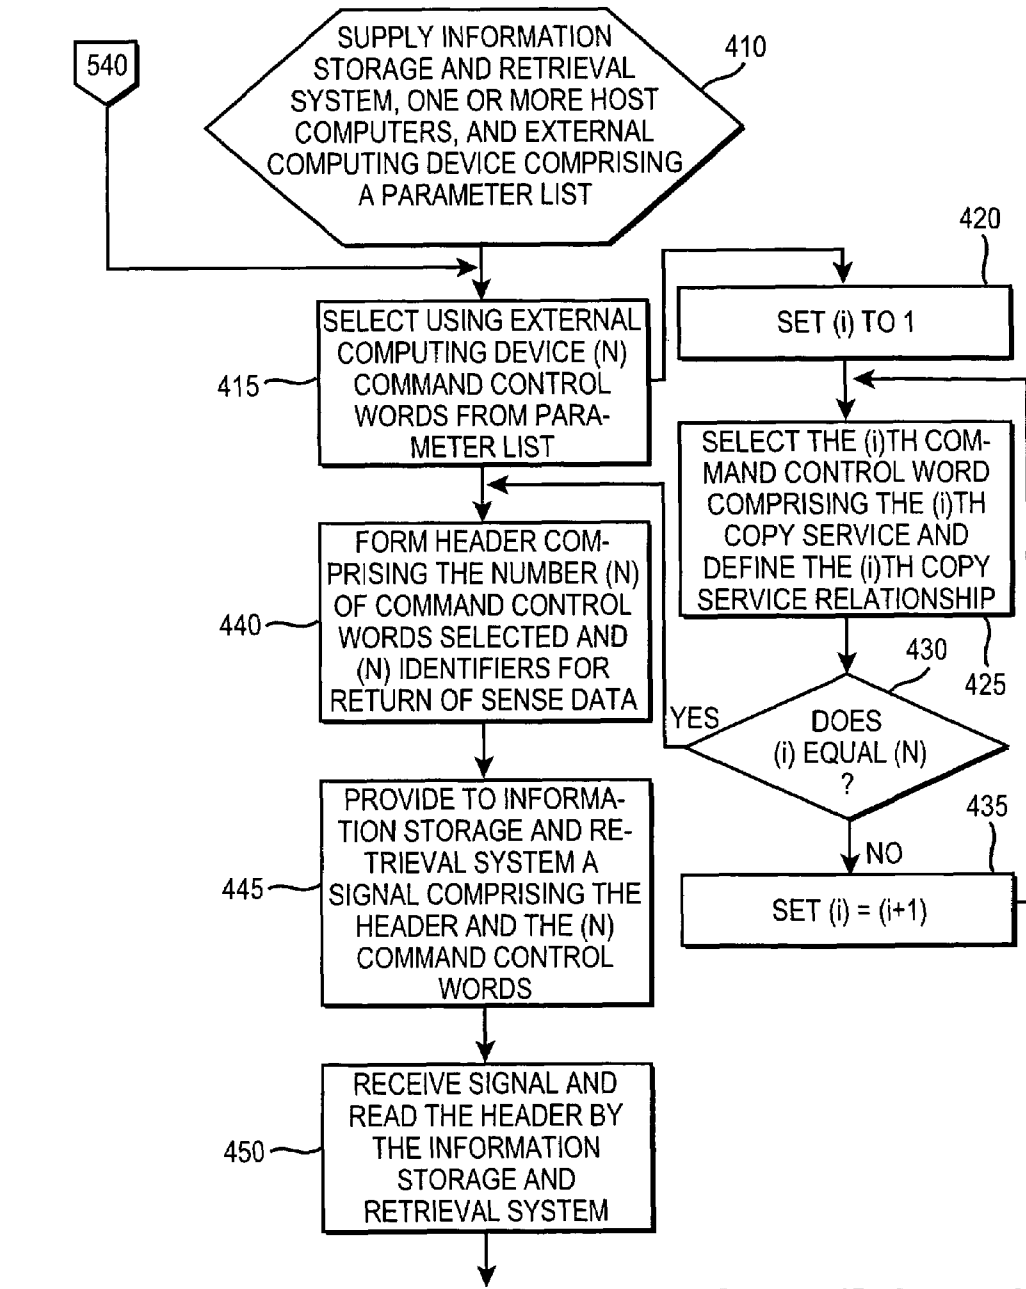 540
SUPPLY INFORMATION
STORAGE AND RETRIEVAL
SYSTEM, ONE OR MORE HOST
COMPUTERS, AND EXTERNAL
COMPUTING DEVICE COMPRISING
A PARAMETER LIST
410
SELECT USING EXTERNAL
COMPUTING DEVICE (N)
COMMAND CONTROL
WORDS FROM PARA-
METER LIST
415
420
SET (i) TO 1
SELECT THE (i)TH COM-
MAND CONTROL WORD
COMPRISING THE (i)TH
COPY SERVICE AND
DEFINE THE (i)TH COPY
SERVICE RELATIONSHIP
425
430
DOES
(i) EQUAL (N)
?
YES
NO
435
SET (i) = (i+1)
FORM HEADER COM-
PRISING THE NUMBER (N)
OF COMMAND CONTROL
WORDS SELECTED AND
(N) IDENTIFIERS FOR
RETURN OF SENSE DATA
440
PROVIDE TO INFORMA-
TION STORAGE AND RE-
TRIEVAL SYSTEM A
SIGNAL COMPRISING THE
HEADER AND THE (N)
COMMAND CONTROL
WORDS
445
RECEIVE SIGNAL AND
READ THE HEADER BY
THE INFORMATION
STORAGE AND
RETRIEVAL SYSTEM
450